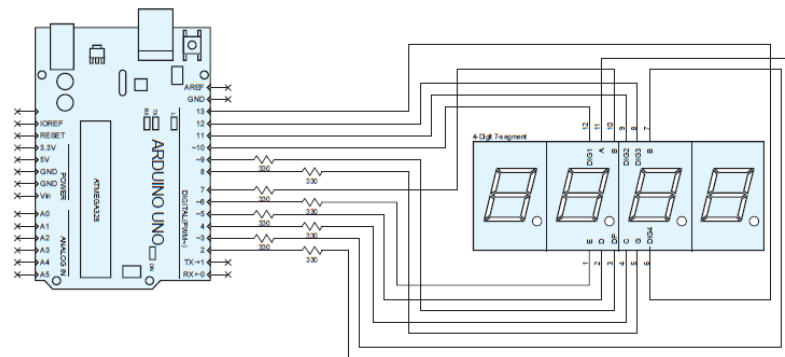 AREF
GND
13
12
11
~10
~9
8
7
~6
~5
4
~3
2
TX→1
RX←0
IOREF
RESET
3.3V
5V
GND
GND
Vin
A0
A1
A2
A3
A4
A5
POWER
ANALOG IN
ATMEGA328
RX
TX
L
ARDUINO UNO
DIGITAL (PWM~)
ON
330
330
330
330
330
330
330
330
4-Digit 7-segment
12 11 10 9 8 7
DIG1 A B DIG2 DIG3 B
E D DP C G DIG4
1 2 3 4 5 6